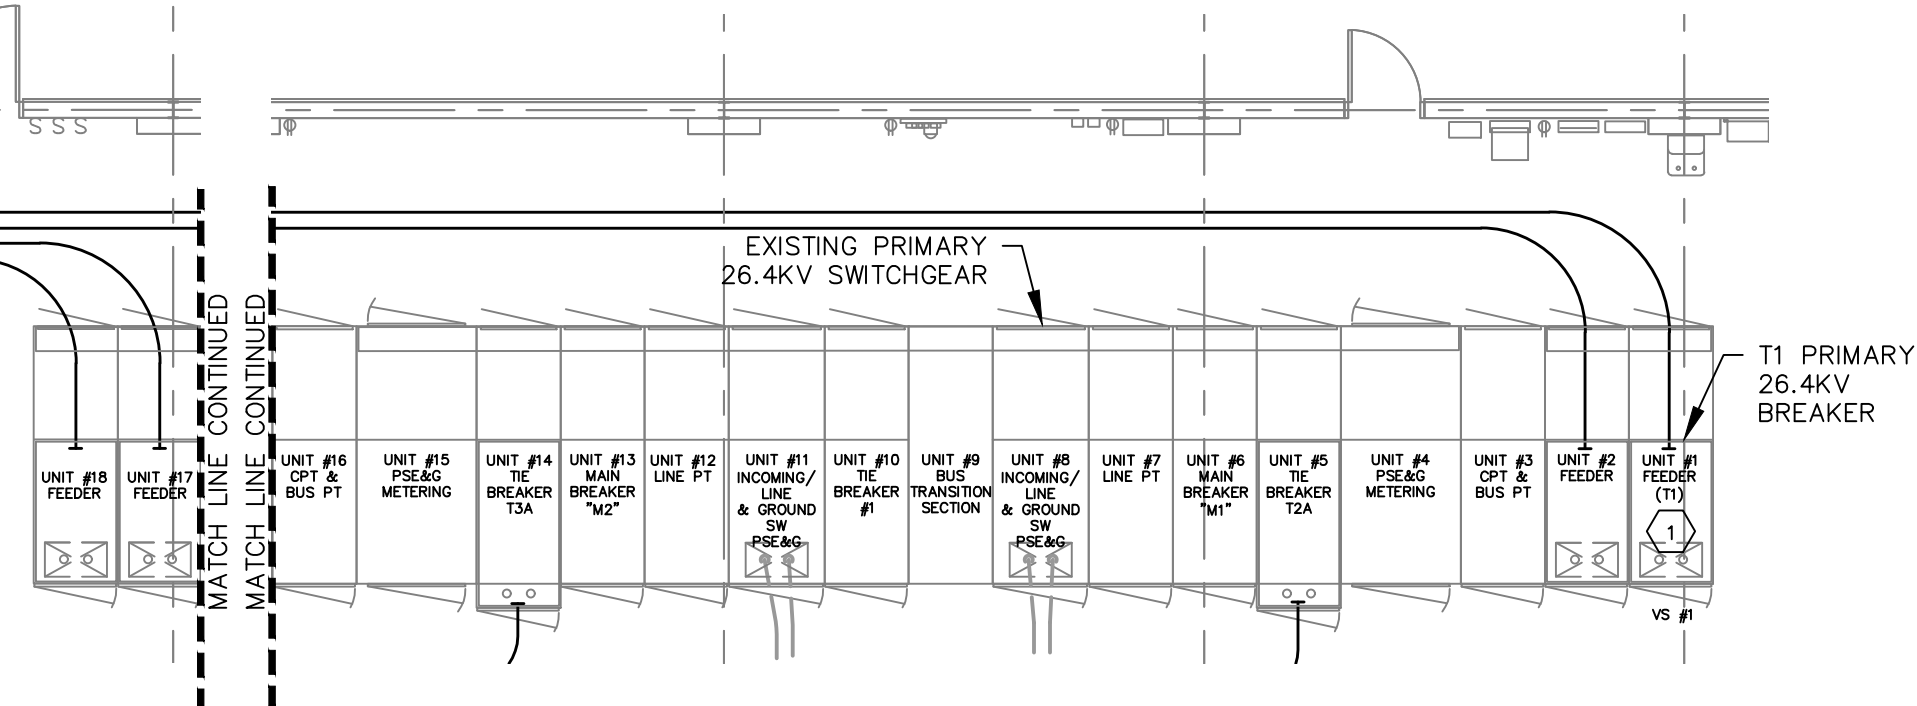 EXISTING PRIMARY
26.4KV SWITCHGEAR
T1 PRIMARY
26.4KV
BREAKER
MATCH LINE CONTINUED
MATCH LINE CONTINUED
UNIT #18
FEEDER
UNIT #17
FEEDER
UNIT #16
CPT &
BUS PT
UNIT #15
PSE&G
METERING
UNIT #14
TIE
BREAKER
T3A
UNIT #13
MAIN
BREAKER
"M2"
UNIT #12
LINE PT
UNIT #11
INCOMING/
LINE
& GROUND
SW
PSE&G
UNIT #10
TIE
BREAKER
#1
UNIT #9
BUS
TRANSITION
SECTION
UNIT #8
INCOMING/
LINE
& GROUND
SW
PSE&G
UNIT #7
LINE PT
UNIT #6
MAIN
BREAKER
"M1"
UNIT #5
TIE
BREAKER
T2A
UNIT #4
PSE&G
METERING
UNIT #3
CPT &
BUS PT
UNIT #2
FEEDER
UNIT #1
FEEDER
(T1)
1
VS #1
S S S